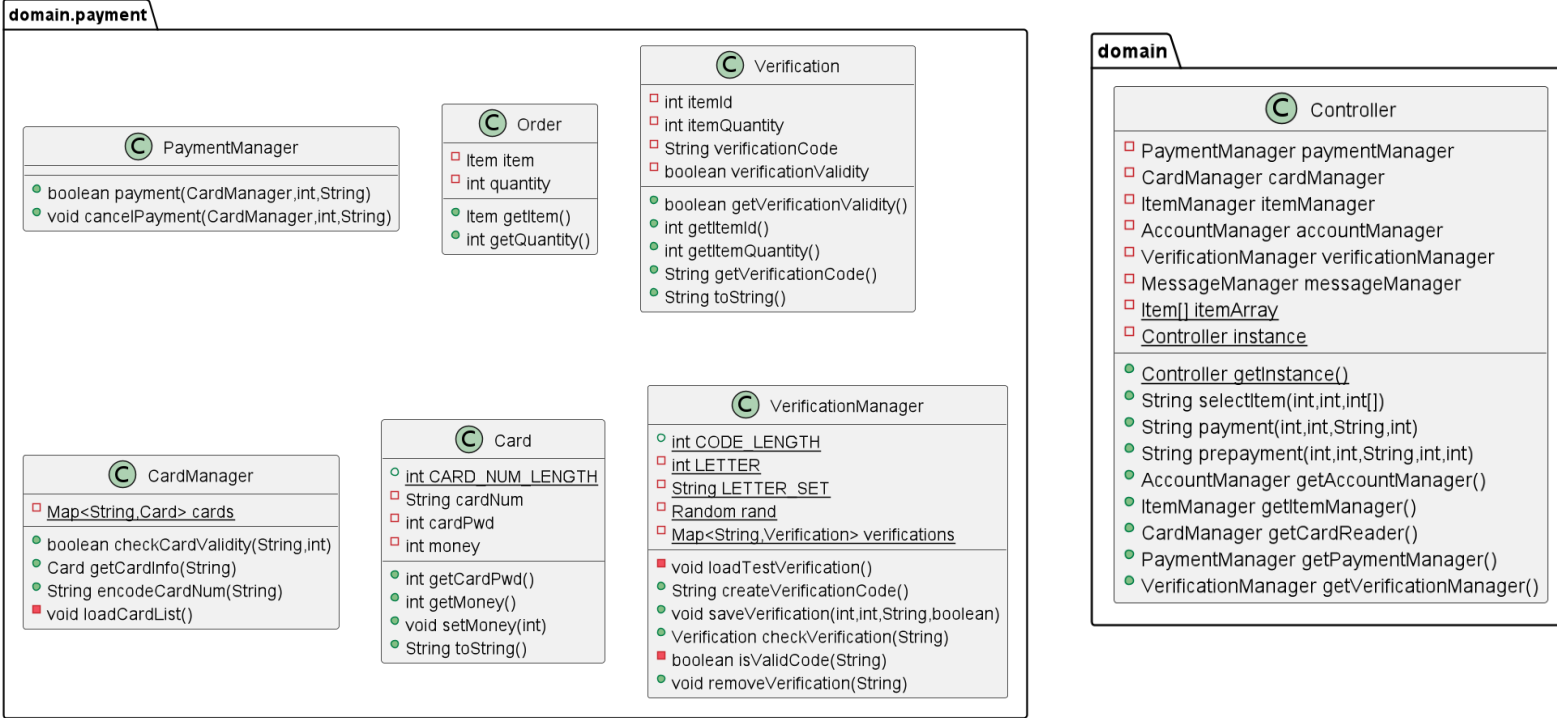 domain.payment
C PaymentManager
boolean payment(CardManager,int,String)
void cancelPayment(CardManager,int,String)
C Order
Item item
int quantity
Item getItem()
int getQuantity()
C Verification
int itemId
int itemQuantity
String verificationCode
boolean verificationValidity
boolean getVerificationValidity()
int getItemId()
int getItemQuantity()
String getVerificationCode()
String toString()
C CardManager
Map<String,Card> cards
boolean checkCardValidity(String,int)
Card getCardInfo(String)
String encodeCardNum(String)
void loadCardList()
C Card
int CARD_NUM_LENGTH
String cardNum
int cardPwd
int money
int getCardPwd()
int getMoney()
void setMoney(int)
String toString()
C VerificationManager
int CODE_LENGTH
int LETTER
String LETTER_SET
Random rand
Map<String,Verification> verifications
void loadTestVerification()
String createVerificationCode()
void saveVerification(int,int,String,boolean)
Verification checkVerification(String)
boolean isValidCode(String)
void removeVerification(String)
domain
C Controller
PaymentManager paymentManager
CardManager cardManager
ItemManager itemManager
AccountManager accountManager
VerificationManager verificationManager
MessageManager messageManager
Item[] itemArray
Controller instance
Controller getInstance()
String selectItem(int,int,int[])
String payment(int,int,String,int)
String prepayment(int,int,String,int,int)
AccountManager getAccountManager()
ItemManager getItemManager()
CardManager getCardReader()
PaymentManager getPaymentManager()
VerificationManager getVerificationManager()